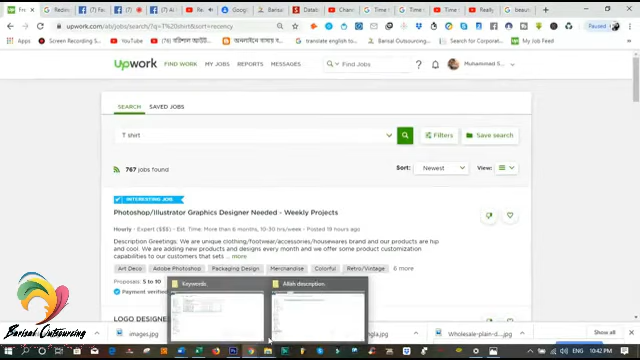 upwork.com/ab/jobs/search/?q=T%20shirt&sort=recency
Paused
Screen Recording S...
YouTube
translate english to...
Barisal Outsourcing
Search for Corporat...
My Job Feed
upwork
FIND WORK MY JOBS REPORTS MESSAGES
Find Jobs
?
Muhammed S...
SEARCH SAVED JOBS
T shirt
Filters
Save search
767 jobs found
Sort: Newest View:
INTERESTING JOB
Photoshop/Illustrator Graphics Designer Needed - Weekly Projects
Hourly - Expert ($$$) - Est. Time: More than 6 months, 10-30 hrs/week - Posted 19 hours ago
Description Greetings. We are unique clothing/footwear/accessories/housewares brand and our products are hip
and cool. We are adding new products and designs every month and we offer some product customization
capabilities to our customers that sets ... more
Art Deco Adobe Photoshop Packaging Design Merchandise Colorful Retro/Vintage 6 more
Proposals: 5 to 10
Payment verified
Keywords.
Allah description.
LOGO DESIGNE
Barisal Outsourcing
images.jpg
Wholesale-plain-d....jpg
Show all
10:42 PM